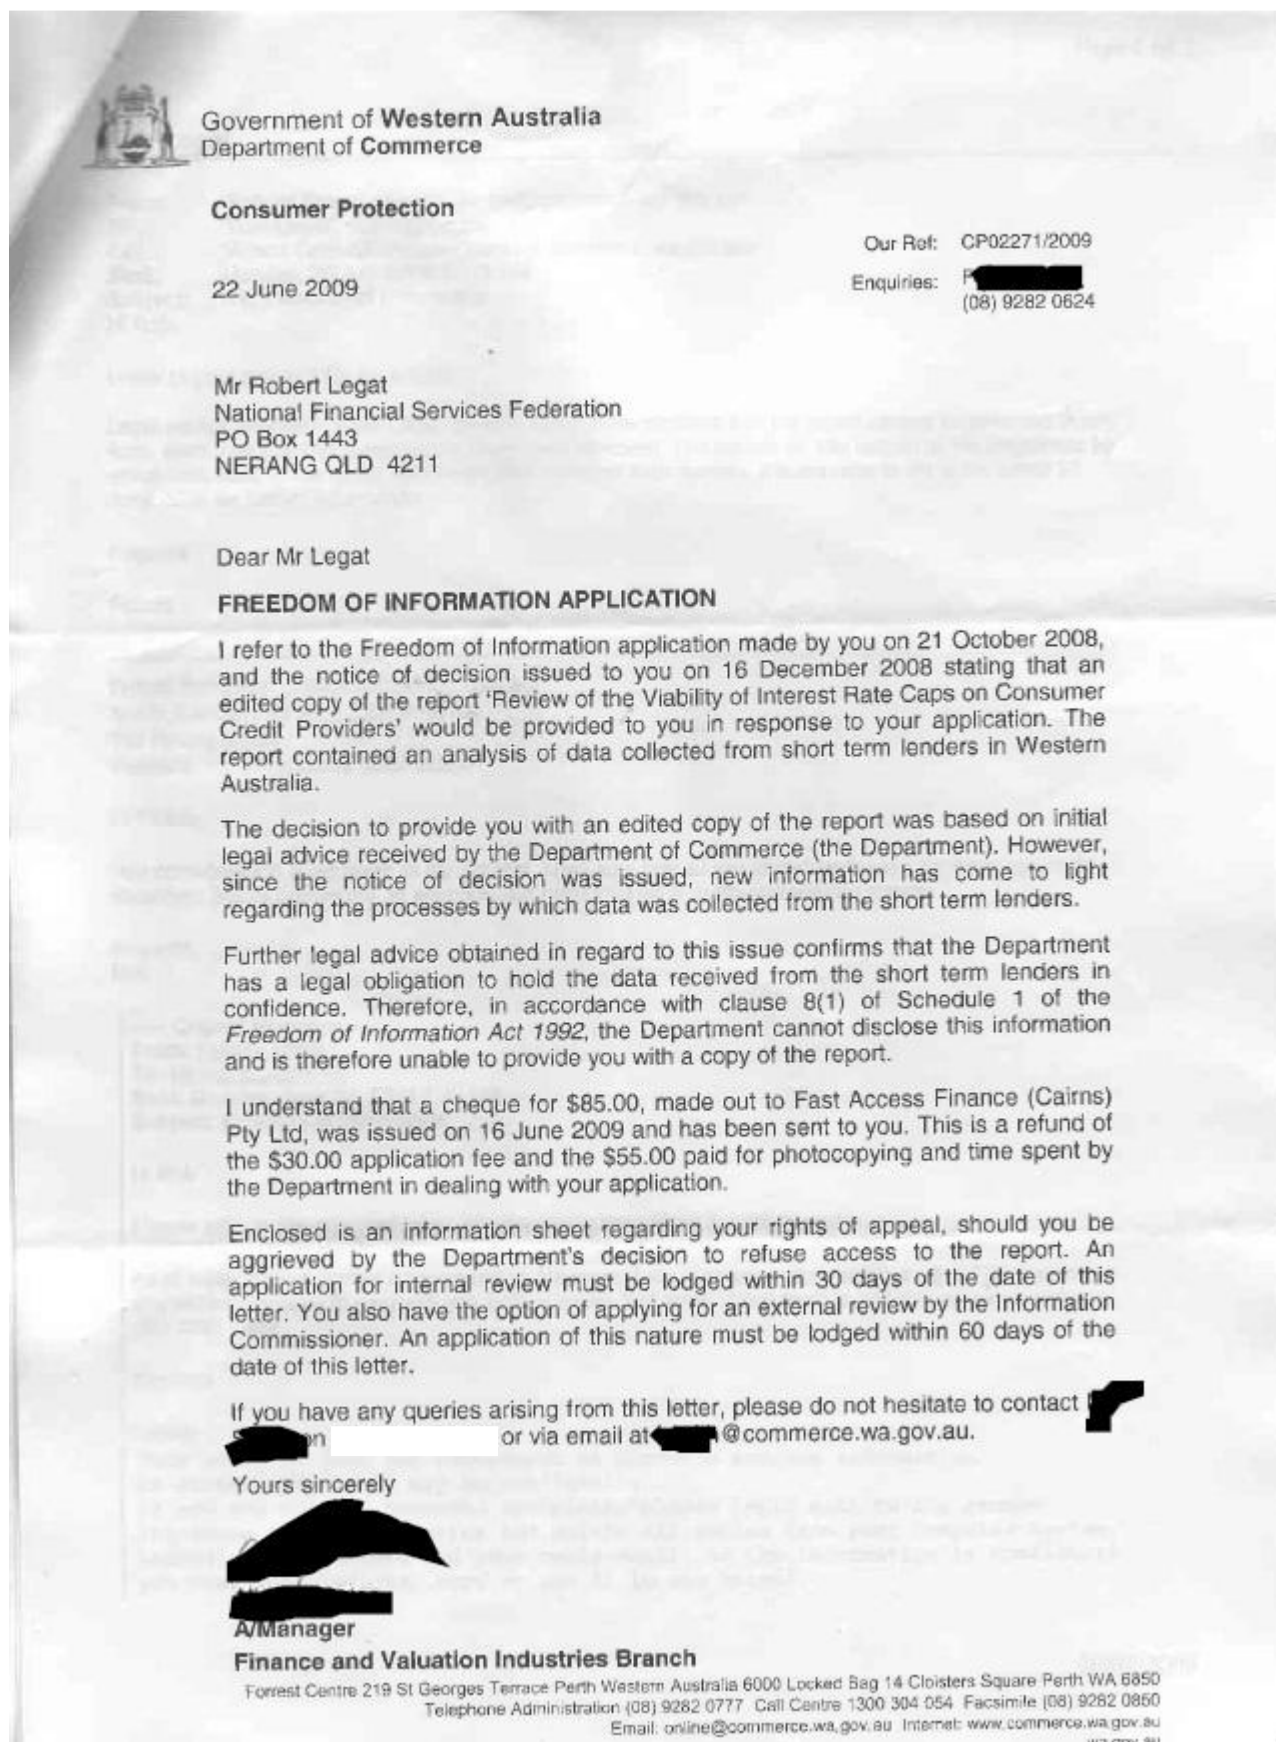 Government of Western Australia
Department of Commerce
Consumer Protection
Our Ref: CP02271/2009
22 June 2009
Enquiries:
(08) 9282 0624
Mr Robert Legat
National Financial Services Federation
PO Box 1443
NERANG QLD 4211
Dear Mr Legat
FREEDOM OF INFORMATION APPLICATION
I refer to the Freedom of Information application made by you on 21 October 2008,
and the notice of decision issued to you on 16 December 2008 stating that an
edited copy of the report 'Review of the Viability of Interest Rate Caps on Consumer
Credit Providers' would be provided to you in response to your application. The
report contained an analysis of data collected from short term lenders in Western
Australia.
The decision to provide you with an edited copy of the report was based on initial
legal advice received by the Department of Commerce (the Department). However,
since the notice of decision was issued, new information has come to light
regarding the processes by which data was collected from the short term lenders.
Further legal advice obtained in regard to this issue confirms that the Department
has a legal obligation to hold the data received from the short term lenders in
confidence. Therefore, in accordance with clause 8(1) of Schedule 1 of the
Freedom of Information Act 1992, the Department cannot disclose this information
and is therefore unable to provide you with a copy of the report.
I understand that a cheque for $85.00, made out to Fast Access Finance (Cairns)
Pty Ltd, was issued on 16 June 2009 and has been sent to you. This is a refund of
the $30.00 application fee and the $55.00 paid for photocopying and time spent by
the Department in dealing with your application.
Enclosed is an information sheet regarding your rights of appeal, should you be
aggrieved by the Department's decision to refuse access to the report. An
application for internal review must be lodged within 30 days of the date of this
letter. You also have the option of applying for an external review by the Information
Commissioner. An application of this nature must be lodged within 60 days of the
date of this letter.
If you have any queries arising from this letter, please do not hesitate to contact
on or via email at @commerce.wa.gov.au.
Yours sincerely
A/Manager
Finance and Valuation Industries Branch
Forrest Centre 219 St Georges Terrace Perth Western Australia 6000 Locked Bag 14 Cloisters Square Perth WA 6850
Telephone Administration (08) 9282 0777 Call Centre 1300 304 054 Facsimile (08) 9282 0850
Email: online@commerce.wa.gov.au Internet: www.commerce.wa.gov.au
wa.gov.au